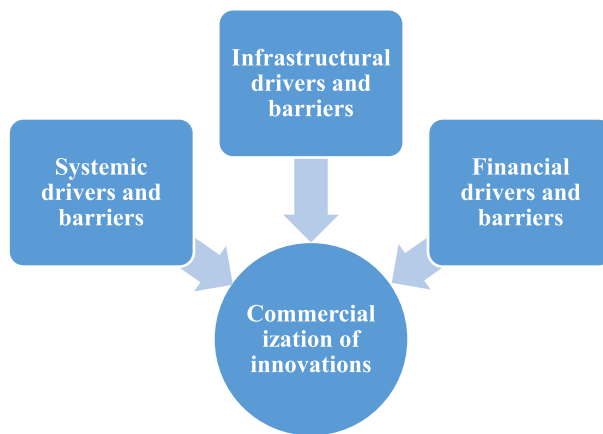 Infrastructural
drivers and
barriers
Systemic
drivers and
barriers
Financial
drivers and
barriers
Commercial
ization of
innovations